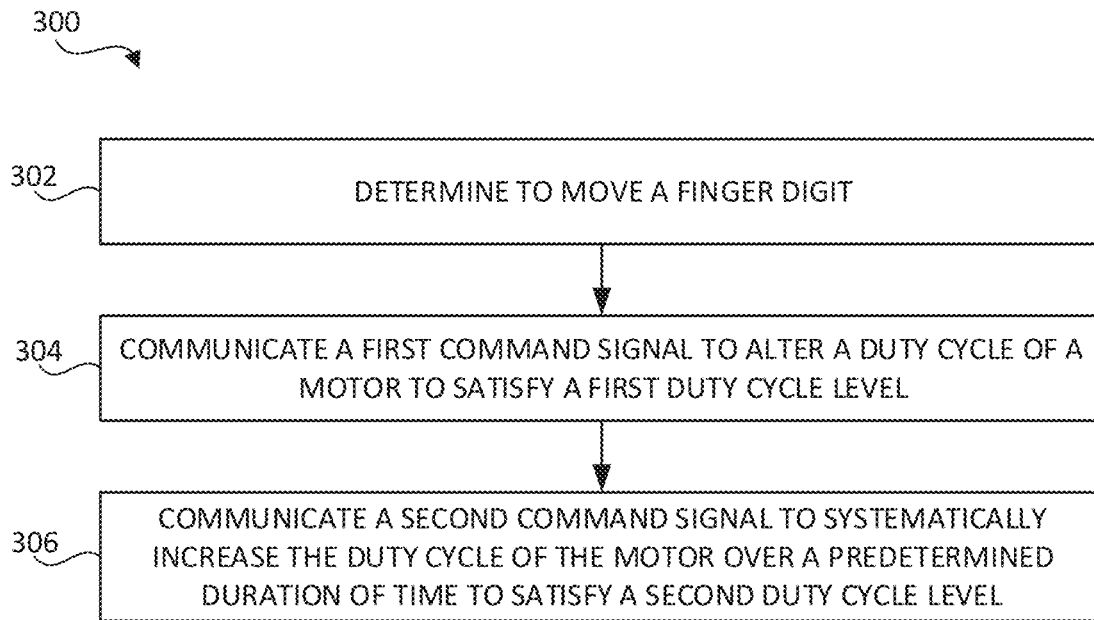 300
302
DETERMINE TO MOVE A FINGER DIGIT
304
COMMUNICATE A FIRST COMMAND SIGNAL TO ALTER A DUTY CYCLE OF A
MOTOR TO SATISFY A FIRST DUTY CYCLE LEVEL
306
COMMUNICATE A SECOND COMMAND SIGNAL TO SYSTEMATICALLY
INCREASE THE DUTY CYCLE OF THE MOTOR OVER A PREDETERMINED
DURATION OF TIME TO SATISFY A SECOND DUTY CYCLE LEVEL